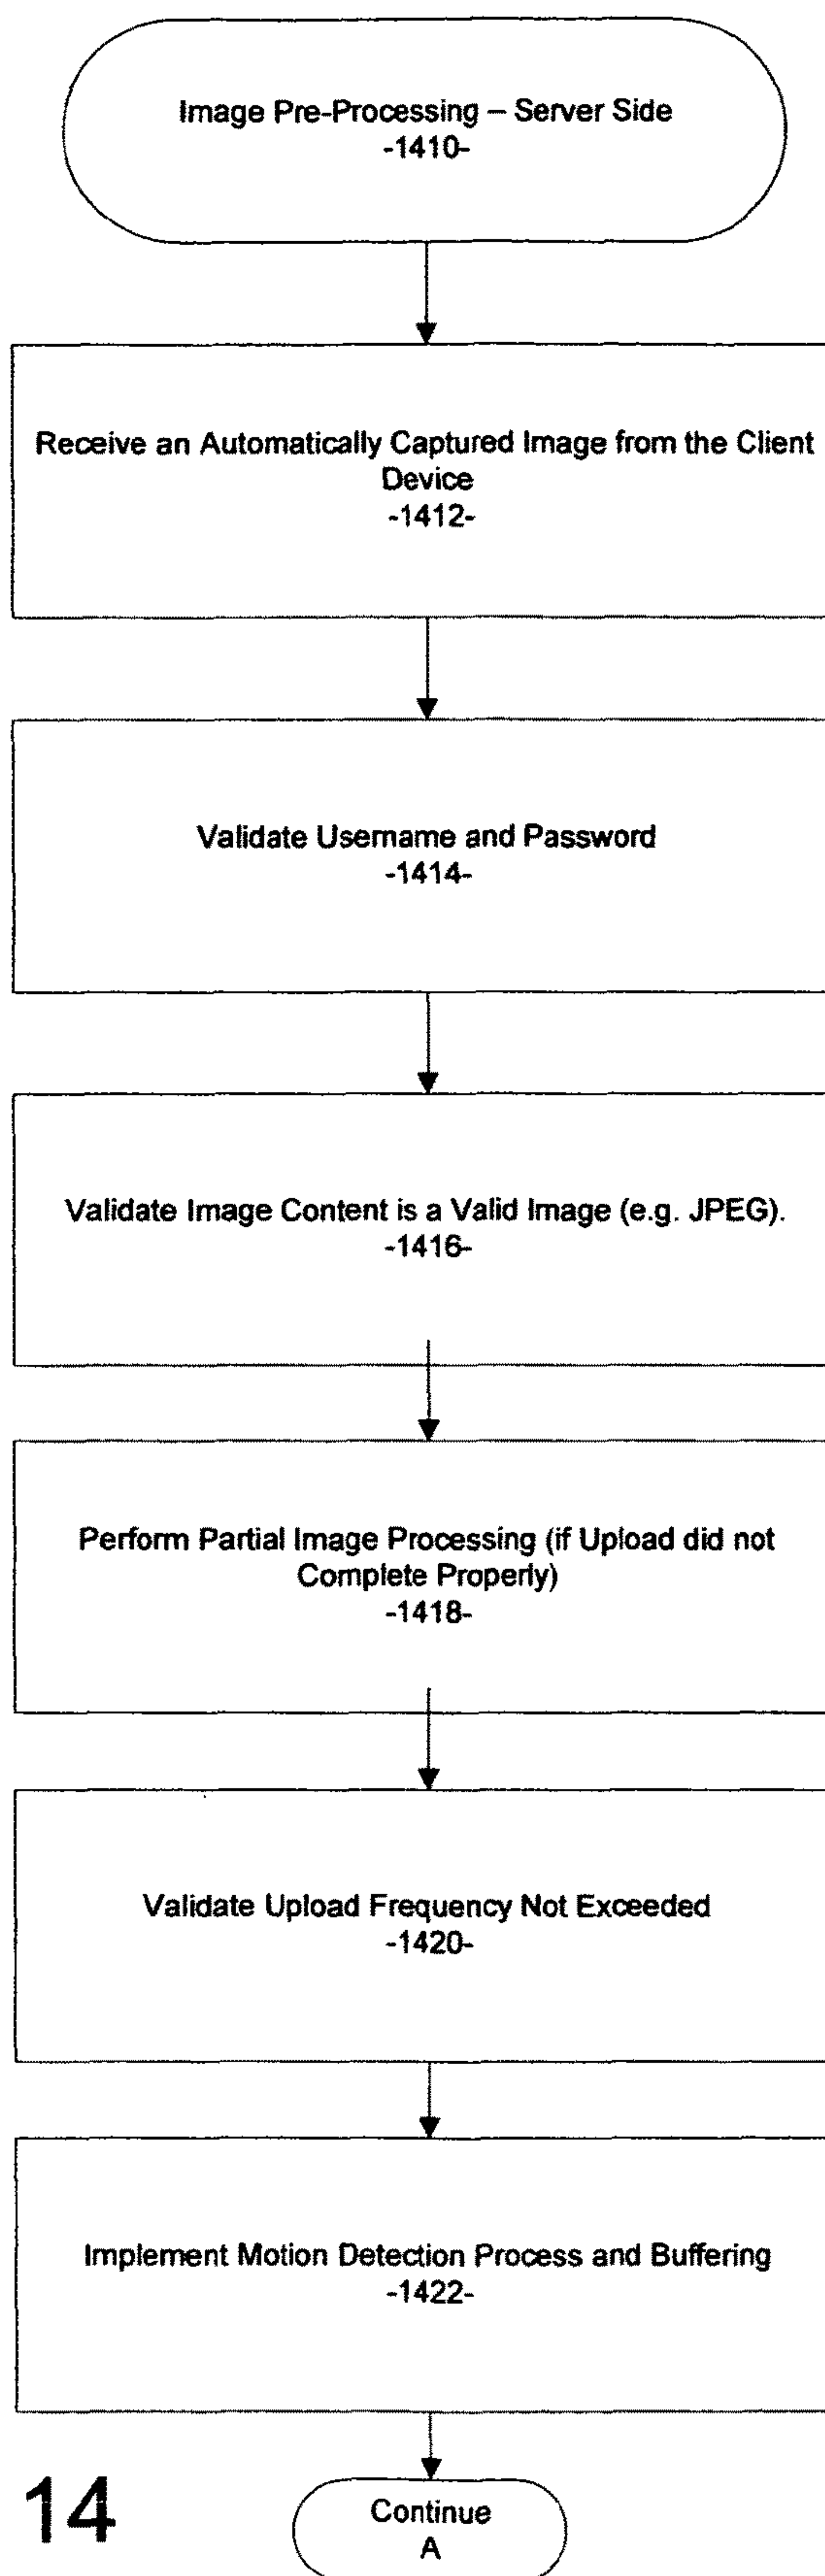 Image Pre-Processing – Server Side
-1410-
Receive an Automatically Captured Image from the Client
Device
-1412-
Validate Username and Password
-1414-
Validate Image Content is a Valid Image (e.g. JPEG).
-1416-
Perform Partial Image Processing (if Upload did not
Complete Properly)
-1418-
Validate Upload Frequency Not Exceeded
-1420-
Implement Motion Detection Process and Buffering
-1422-
14
Continue
A